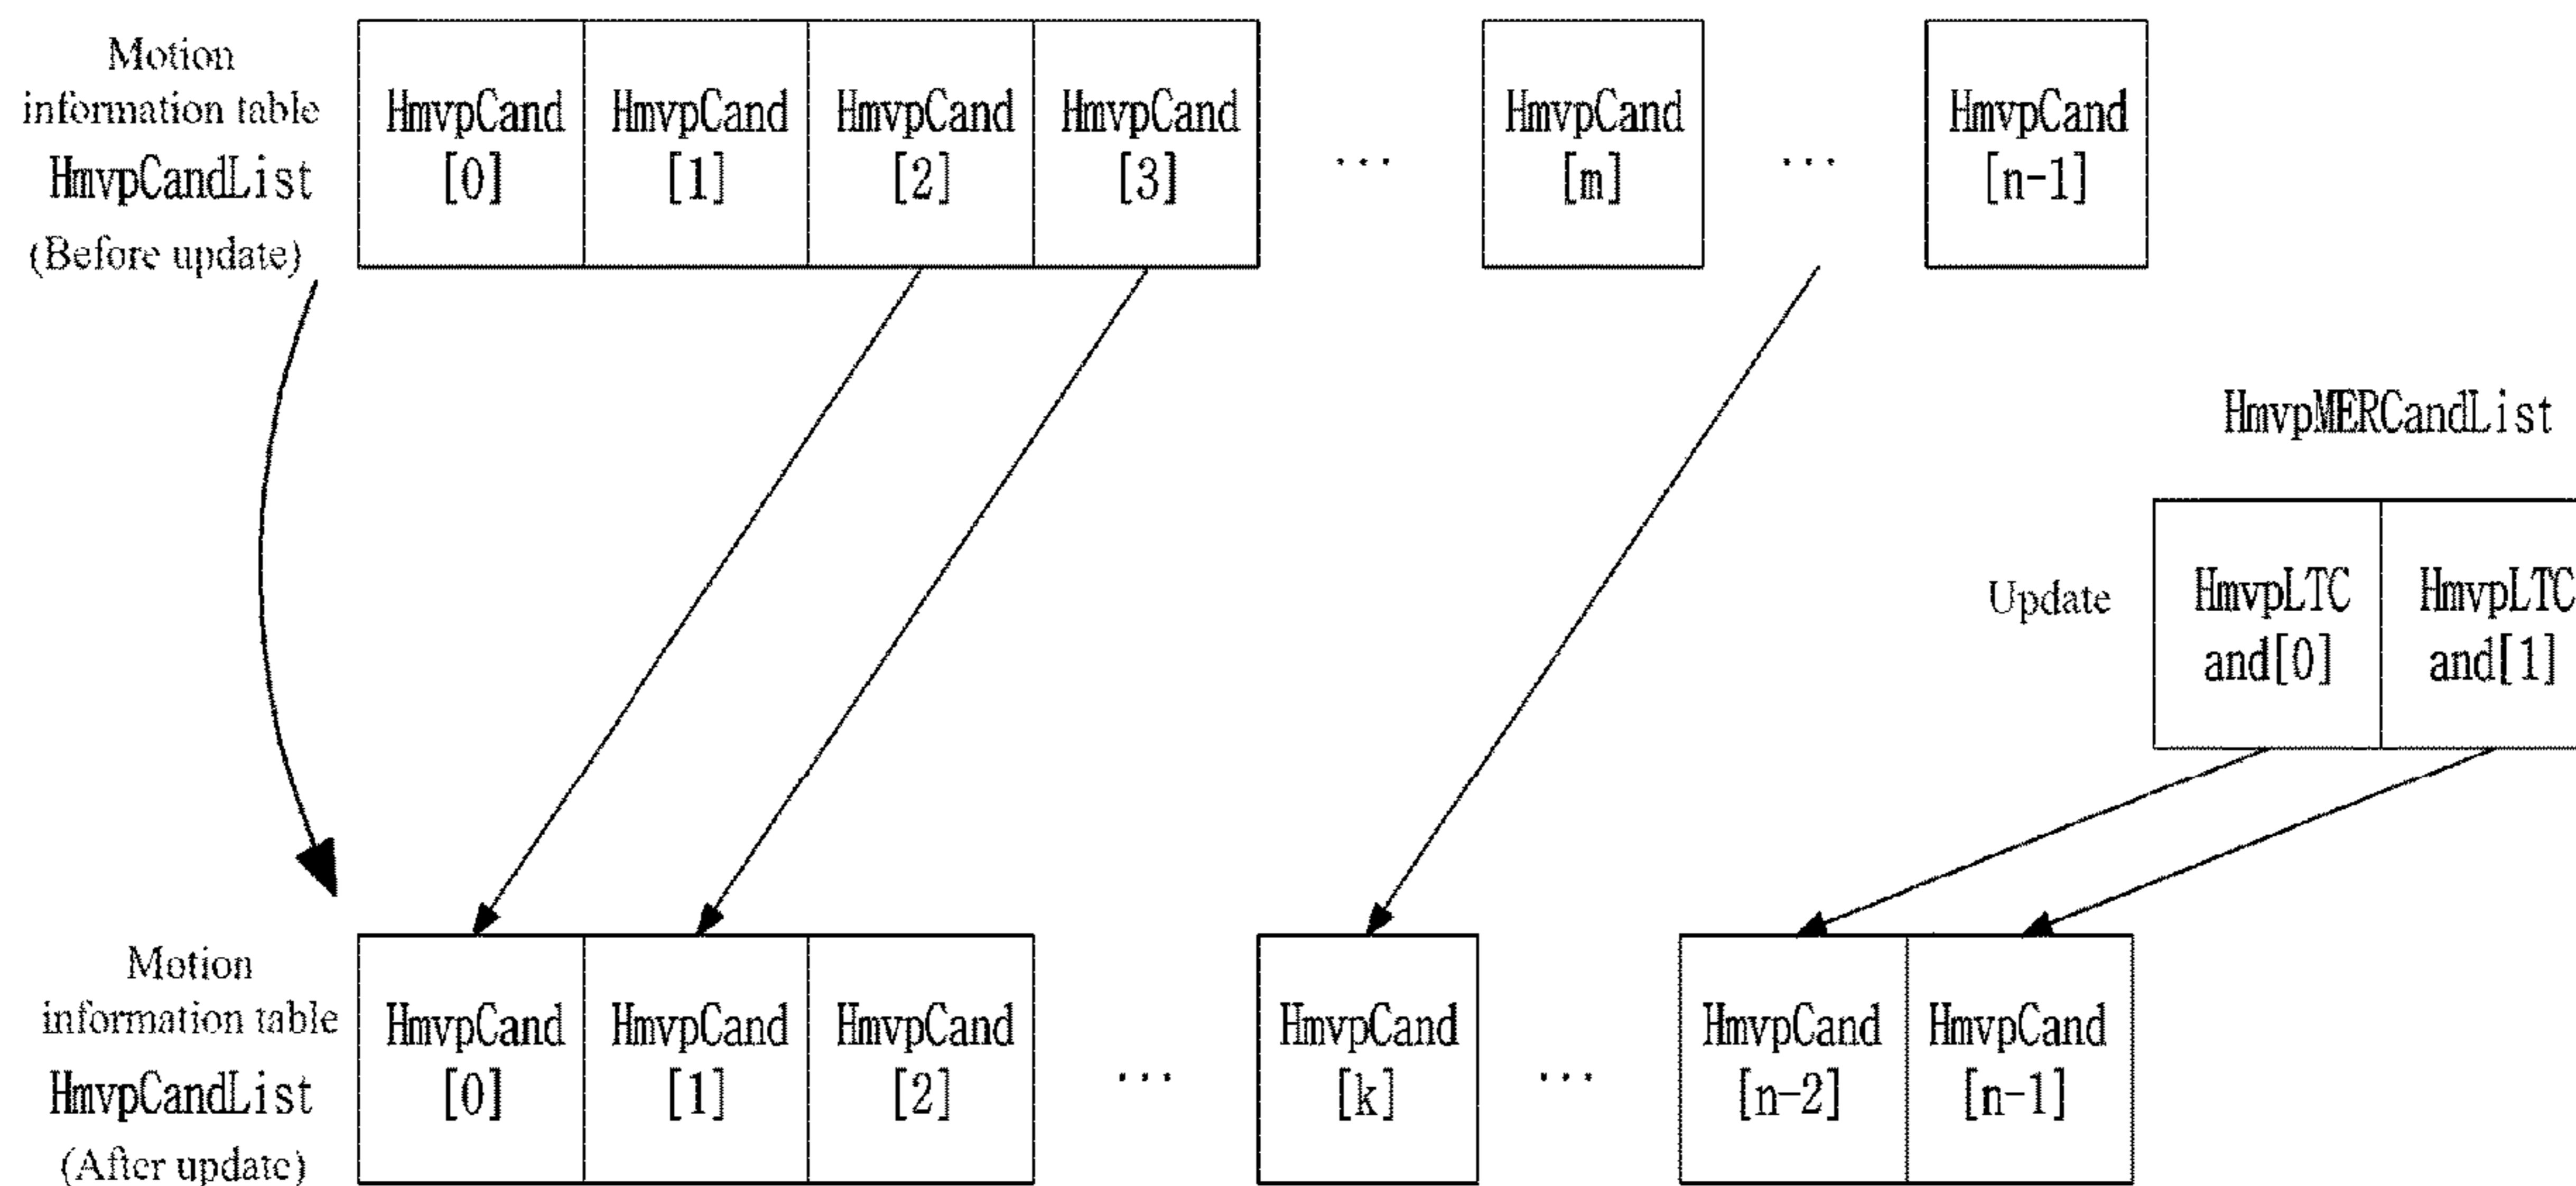 Motion
information table
HmvpCandList
(Before update)
HmvpCand
[0]
HmvpCand
[1]
HmvpCand
[2]
HmvpCand
[3]
...
HmvpCand
[m]
...
HmvpCand
[n-1]
HmvpMERCandList
Update
HmvpLTC
and[0]
HmvpLTC
and[1]
Motion
information table
HmvpCandList
(After update)
HmvpCand
[0]
HmvpCand
[1]
HmvpCand
[2]
...
HmvpCand
[k]
...
HmvpCand
[n-2]
HmvpCand
[n-1]